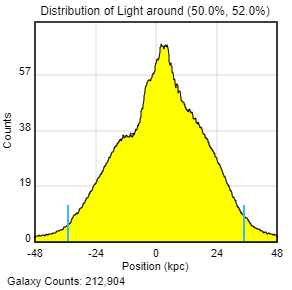 Distribution of Light around (50.0%, 52.0%)
57
38
19
0
Counts
-48 -24 0 24 48
Position (kpc)
Galaxy Counts: 212,904